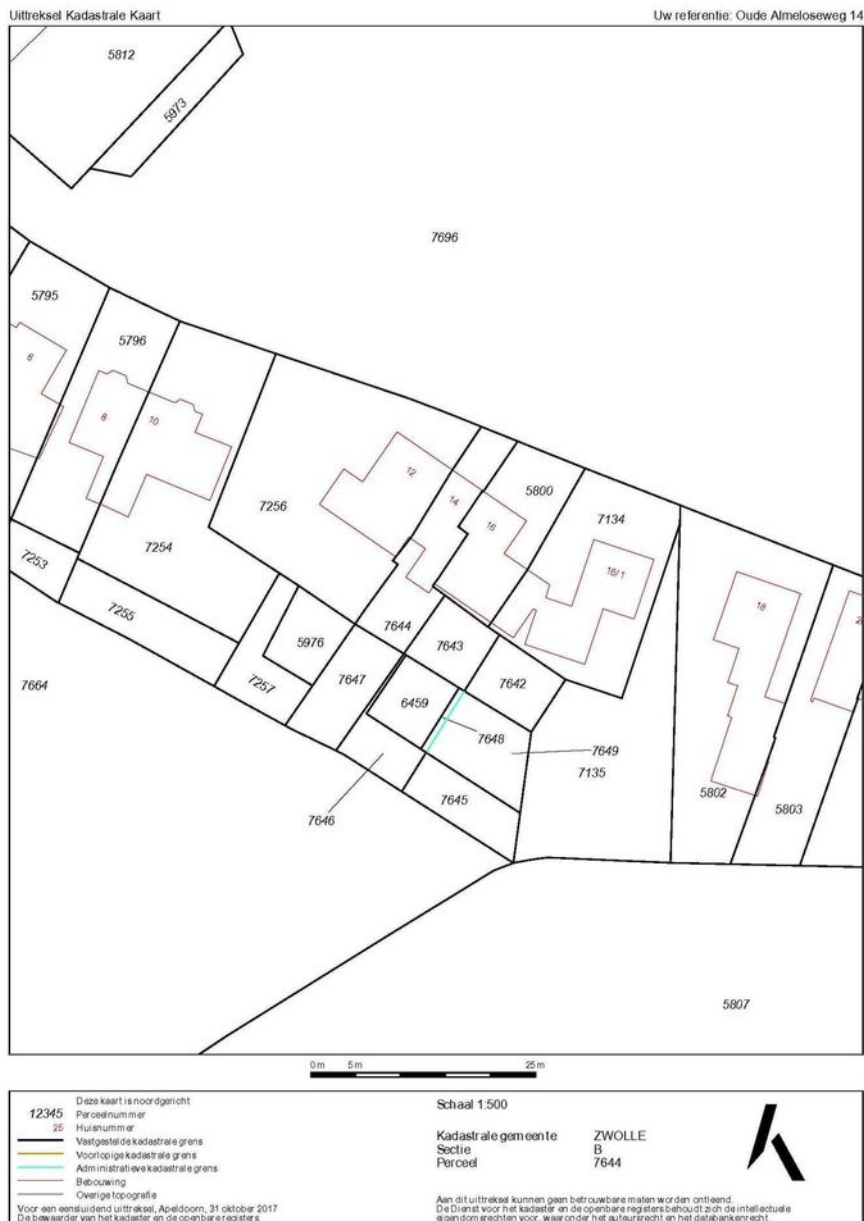 Uittreksel Kadastrale Kaart
Uw referentie: Oude Almeloseweg 14
5812
5973
7696
5795
5796
6
8
10
12
7256
14
5800
16
7134
16/1
7253
7254
7255
18
5976
7644
7643
7257
7647
7642
7664
6459
7648
7649
7135
7646
7645
5802
5803
5807
0 m 5 m 25 m
Deze kaart is noordgericht
12345 Perceelnummer
25 Huisnummer
Vastgestelde kadastrale grens
Voorlopige kadastrale grens
Administratieve kadastrale grens
Bebouwing
Overige topografie
Voor een eensluidend uittreksel, Apeldoorn, 31 oktober 2017
De bewaarder van het kadaster en de openbare registers
Schaal 1:500
Kadastrale gemeente ZWOLLE
Sectie B
Perceel 7644
Aan dit uittreksel kunnen geen betrouwbare maten worden ontleend.
De Dienst voor het kadaster en de openbare registers behoudt zich de intellectuele
eigendomsrechten voor, waaronder het auteursrecht en het databankenrecht.